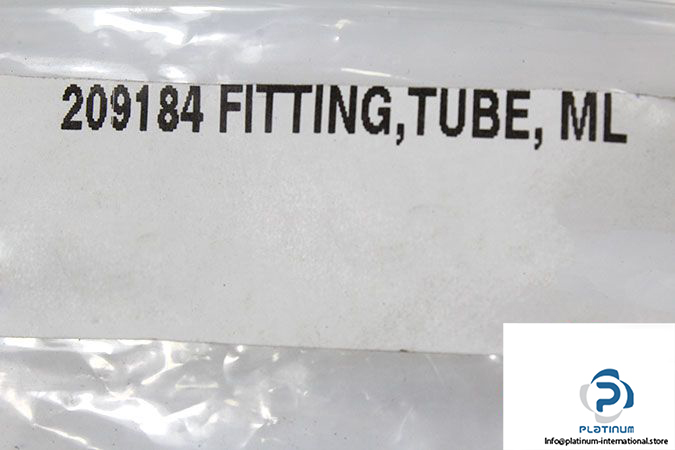 209184 FITTING,TUBE, ML
PLATINUM
Info@platinum-international.store